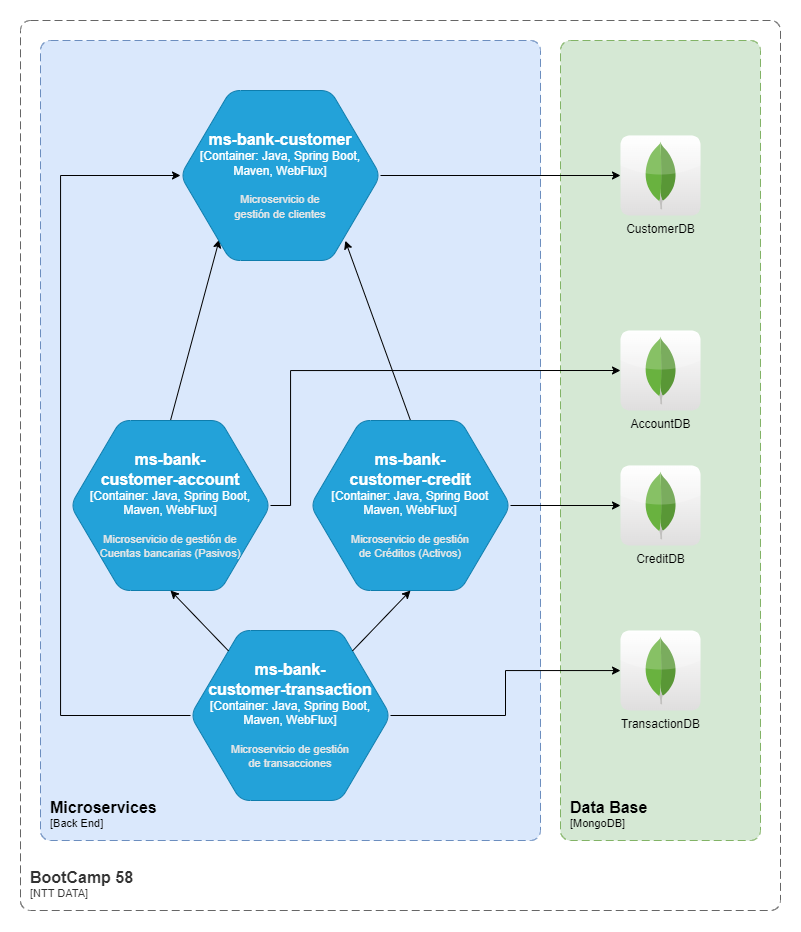 ms-bank-customer
[Container: Java, Spring Boot,
Maven, WebFlux]
Microservicio de
gestión de clientes
CustomerDB
AccountDB
ms-bank-
customer-account
[Container: Java, Spring Boot,
Maven, WebFlux]
Microservicio de gestión de
Cuentas bancarias (Pasivos)
ms-bank-
customer-credit
[Container: Java, Spring Boot
Maven, WebFlux]
Microservicio de gestión
de Créditos (Activos)
CreditDB
ms-bank-
customer-transaction
[Container: Java, Spring Boot,
Maven, WebFlux]
Microservicio de gestión
de transacciones
TransactionDB
Microservices
[Back End]
Data Base
[MongoDB]
BootCamp 58
[NTT DATA]